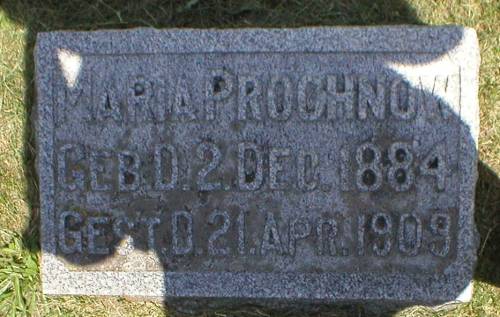 MARIA PROCHNOW
GEB. D. 2. DEC. 1884
GEST. D. 21. APR. 1909